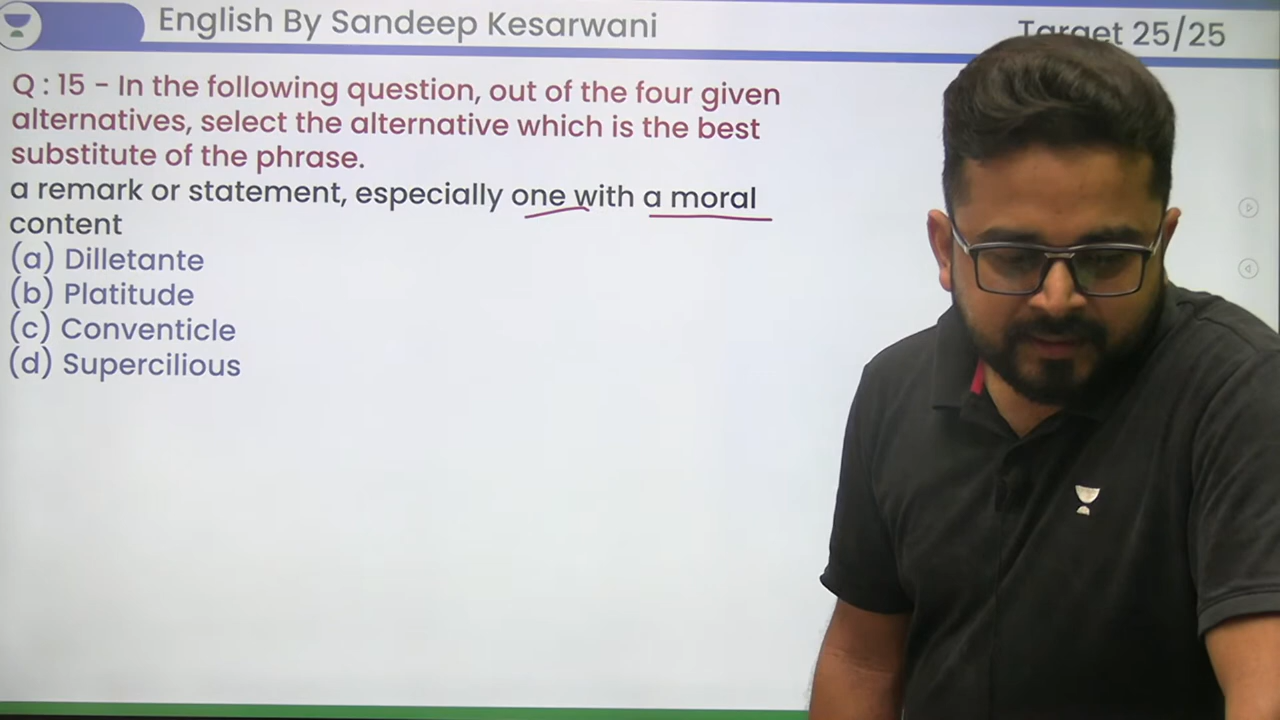 English By Sandeep Kesarwani
Target 25/25
Q : 15 - In the following question, out of the four given
alternatives, select the alternative which is the best
substitute of the phrase.
a remark or statement, especially one with a moral
content
(a) Dilletante
(b) Platitude
(c) Conventicle
(d) Supercilious